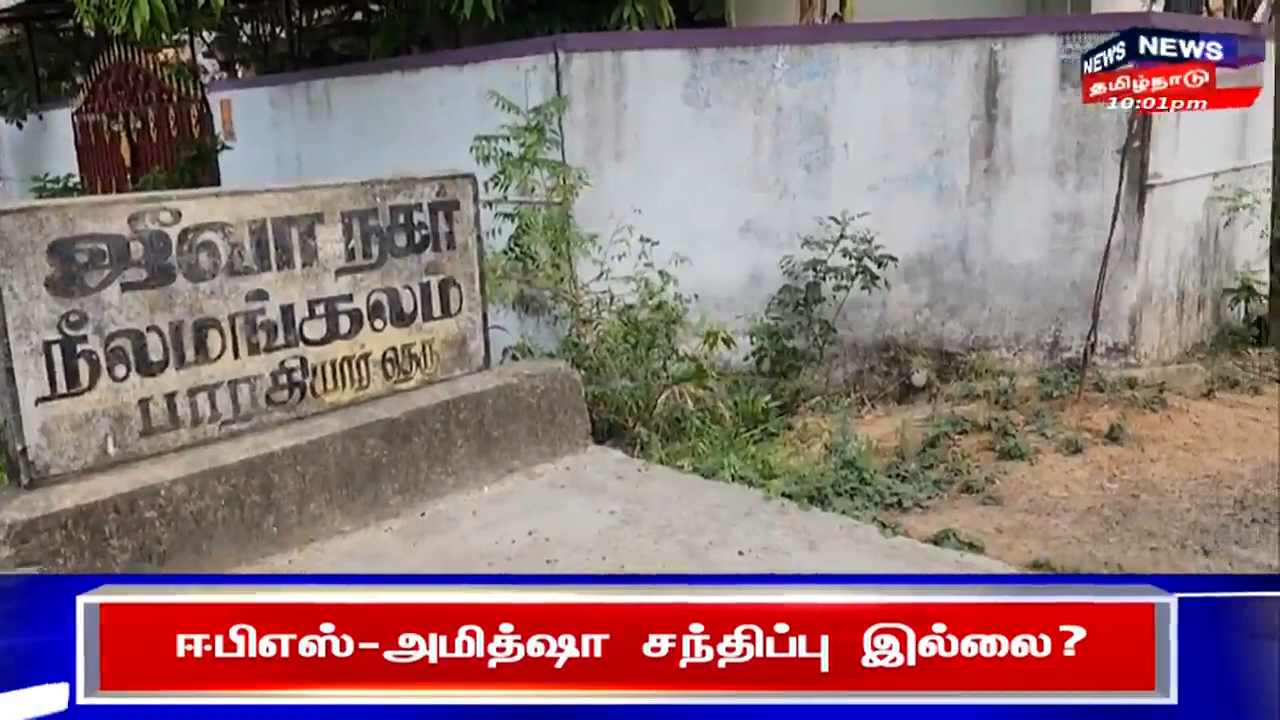 NEWS NEWS
தமிழ்நாடு
10:01pm
ஜீவா நகர்
நீலமங்கலம்
பாரதியார் தெரு
ஈபிஎஸ்-அமித்ஷா சந்திப்பு இல்லை?